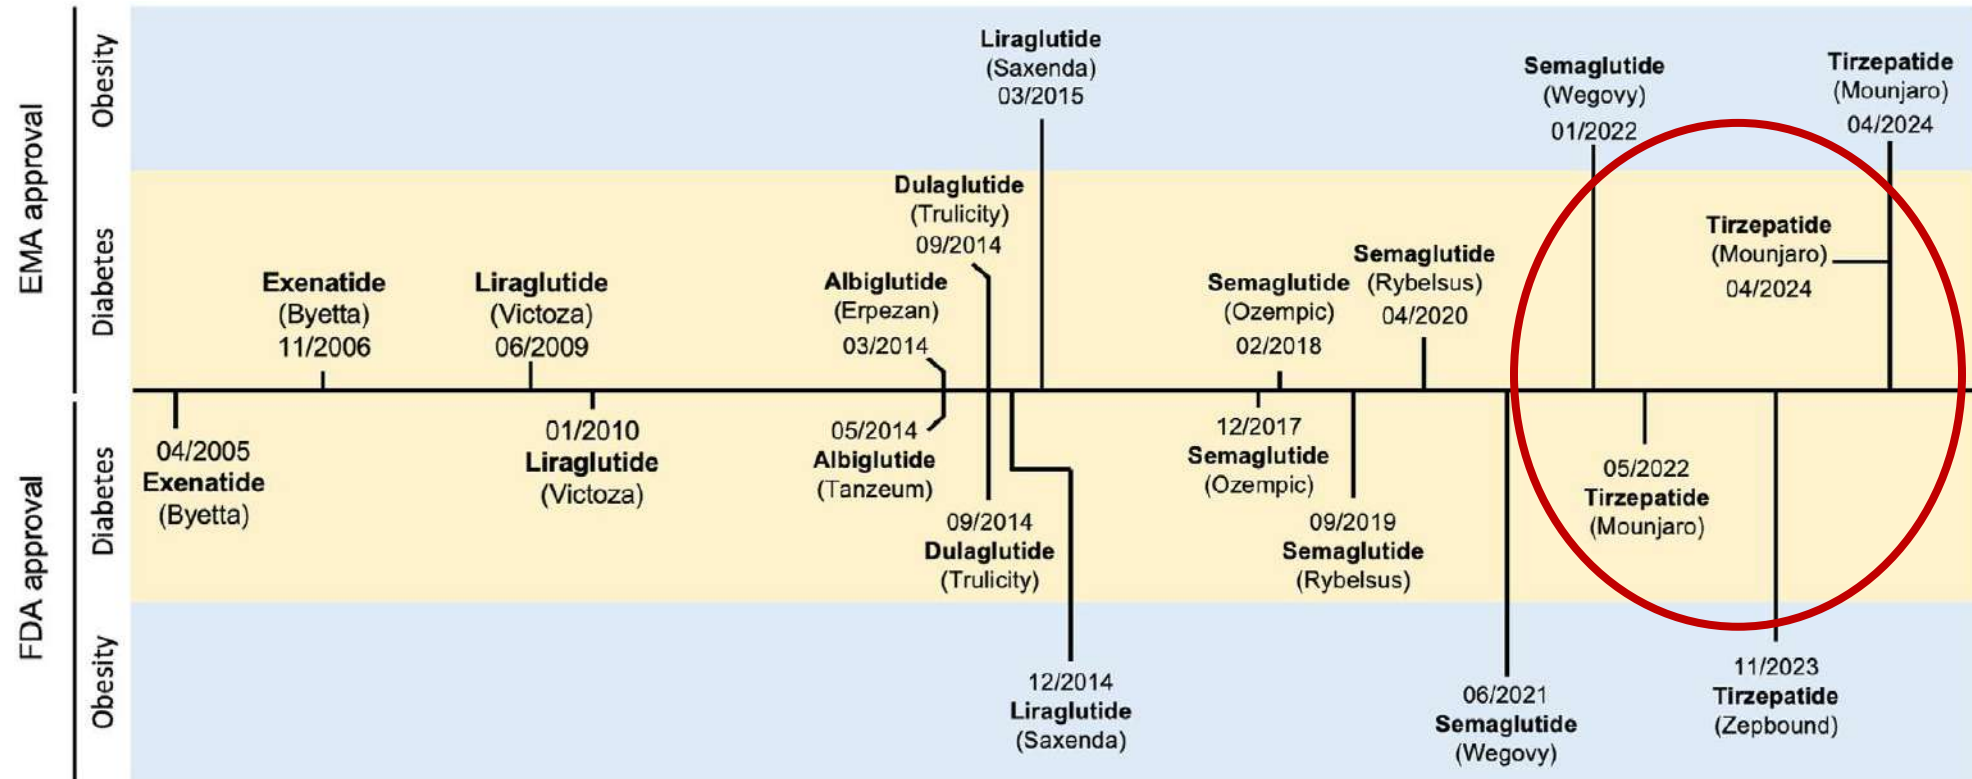 EMA approval
Obesity
Liraglutide
(Saxenda)
03/2015
Semaglutide
(Wegovy)
01/2022
Tirzepatide
(Mounjaro)
04/2024
Diabetes
Exenatide
(Byetta)
11/2006
Liraglutide
(Victoza)
06/2009
Albiglutide
(Erpezan)
03/2014
Dulaglutide
(Trulicity)
09/2014
Semaglutide
(Ozempic)
02/2018
Semaglutide
(Rybelsus)
04/2020
Tirzepatide
(Mounjaro)
04/2024
FDA approval
Diabetes
04/2005
Exenatide
(Byetta)
01/2010
Liraglutide
(Victoza)
05/2014
Albiglutide
(Tanzeum)
09/2014
Dulaglutide
(Trulicity)
12/2017
Semaglutide
(Ozempic)
09/2019
Semaglutide
(Rybelsus)
05/2022
Tirzepatide
(Mounjaro)
Obesity
12/2014
Liraglutide
(Saxenda)
06/2021
Semaglutide
(Wegovy)
11/2023
Tirzepatide
(Zepbound)